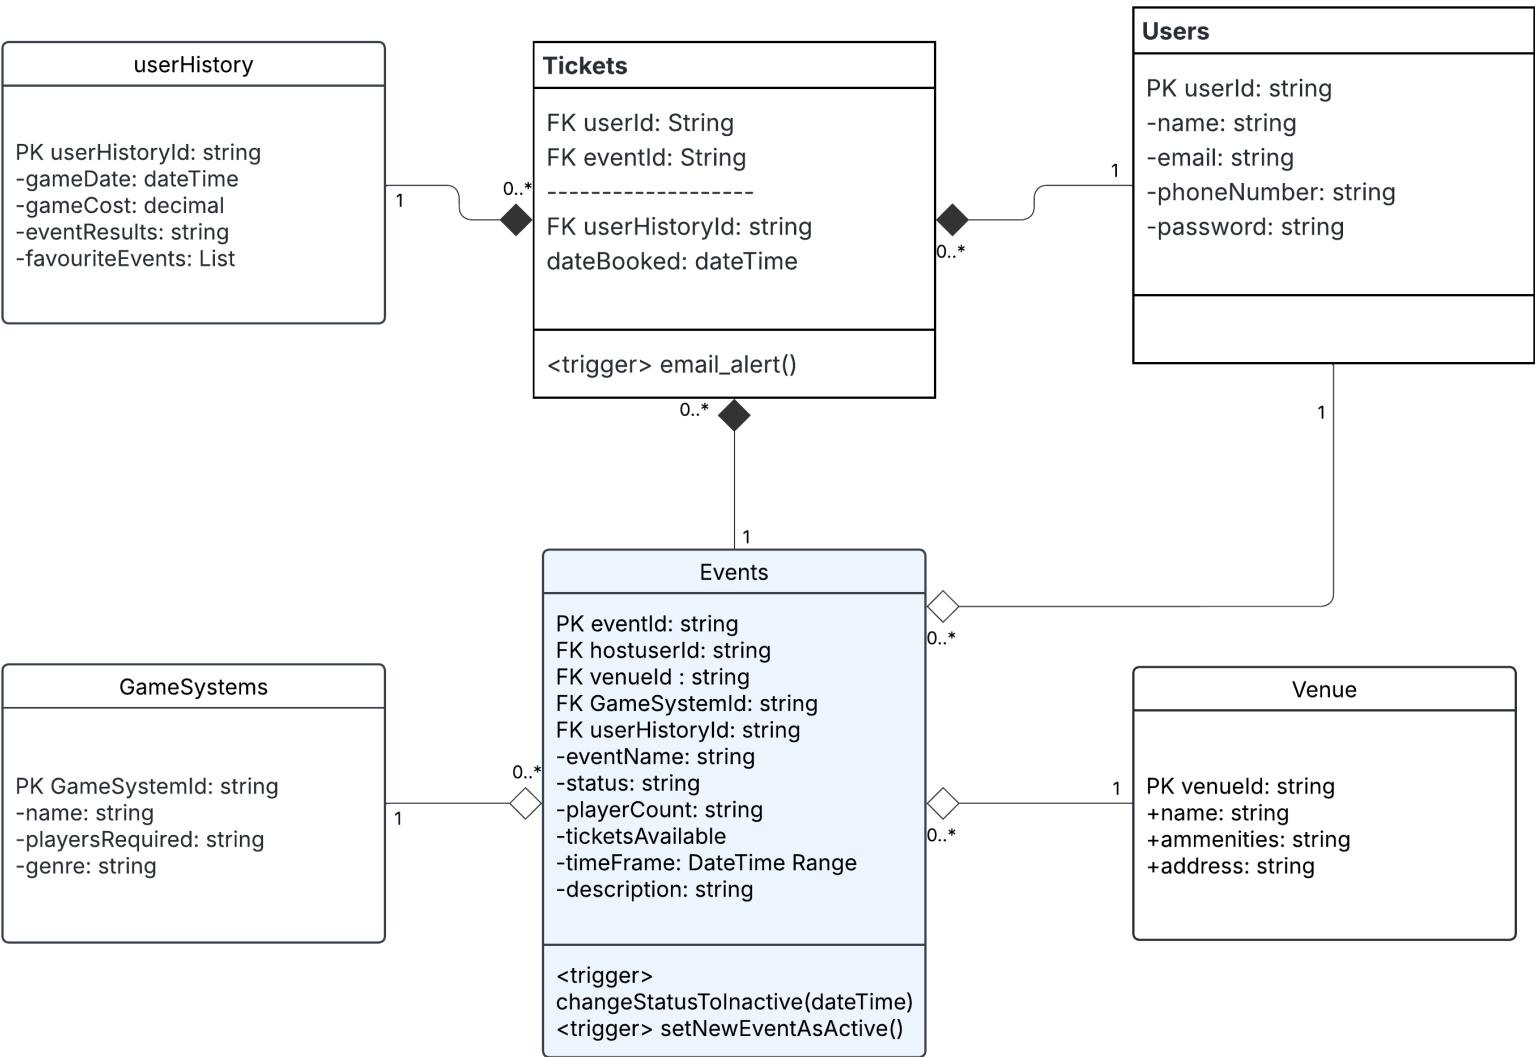 userHistory
PK userHistoryId: string
-gameDate: dateTime
-gameCost: decimal
-eventResults: string
-favouriteEvents: List
1
0..*
Tickets
FK userId: String
FK eventId: String
-------------------
FK userHistoryId: string
dateBooked: dateTime
<trigger> email_alert()
0..*
1
0..*
1
Users
PK userId: string
-name: string
-email: string
-phoneNumber: string
-password: string
1
0..*
Events
PK eventId: string
FK hostuserId: string
FK venueId : string
FK GameSystemId: string
FK userHistoryId: string
-eventName: string
-status: string
-playerCount: string
-ticketsAvailable
-timeFrame: DateTime Range
-description: string
<trigger>
changeStatusToInactive(dateTime)
<trigger> setNewEventAsActive()
GameSystems
PK GameSystemId: string
-name: string
-playersRequired: string
-genre: string
1
0..*
0..*
1
Venue
PK venueId: string
+name: string
+ammenities: string
+address: string